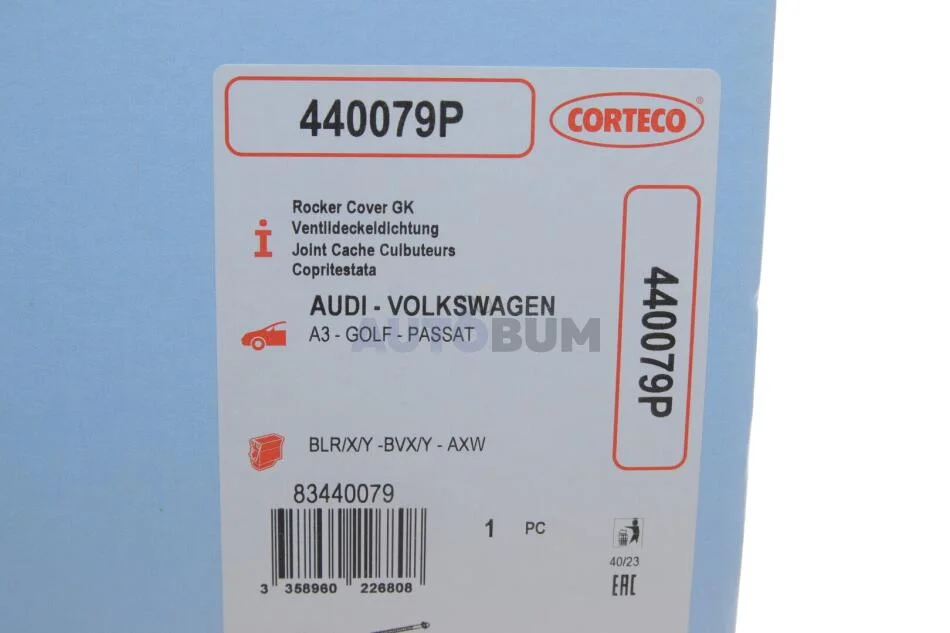 440079P
CORTECO®
Rocker Cover GK
Ventildeckeldichtung
Joint Cache Culbuteurs
Copritestata
AUDI - VOLKSWAGEN
A3 - GOLF - PASSAT
AUTOBUM
440079P
BLR/X/Y -BVX/Y - AXW
83440079
1 PC
3 358960 226808
40/23
EAC